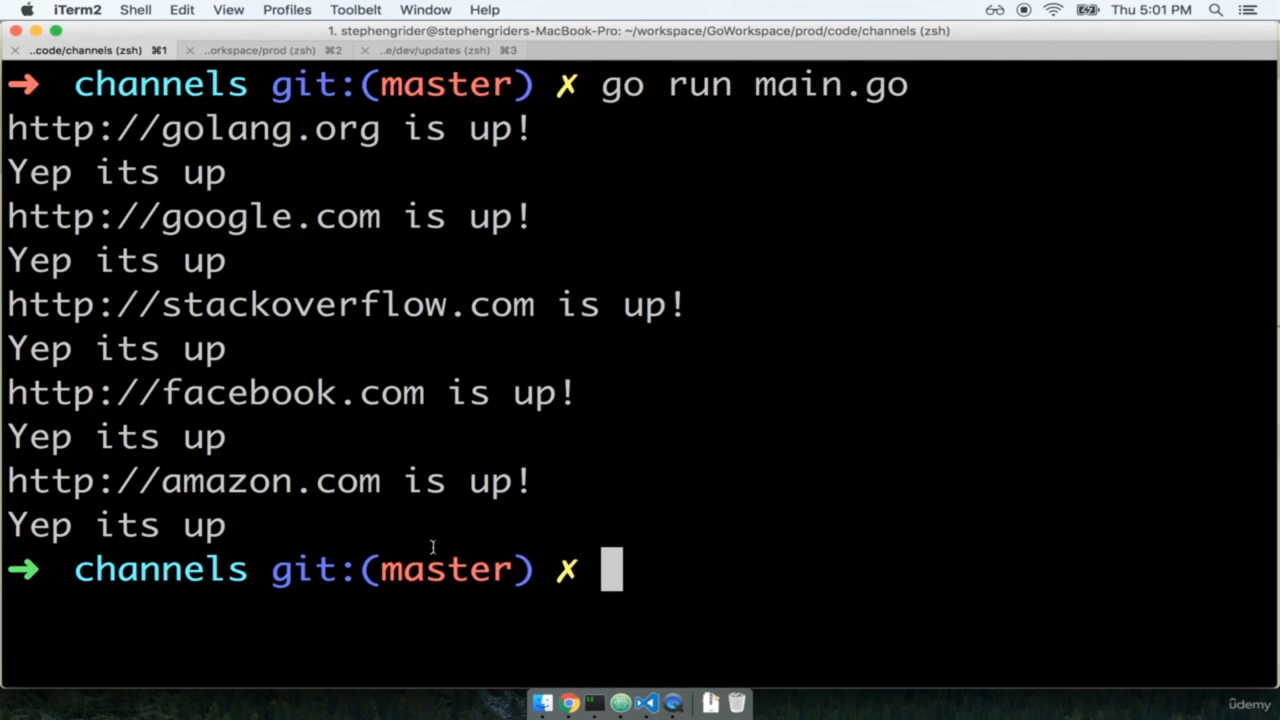 iTerm2 Shell Edit View Profiles Toolbelt Window Help Thu 5:01 PM
1. stephengrider@stephengriders-MacBook-Pro: ~/workspace/GoWorkspace/prod/code/channels (zsh)
× ..code/channels (zsh) ⌘1 × ..orkspace/prod (zsh) ⌘2 × ..e/dev/updates (zsh) ⌘3
➜ channels git:(master) ✗ go run main.go
http://golang.org is up!
Yep its up
http://google.com is up!
Yep its up
http://stackoverflow.com is up!
Yep its up
http://facebook.com is up!
Yep its up
http://amazon.com is up!
Yep its up
➜ channels git:(master) ✗
ûdemy